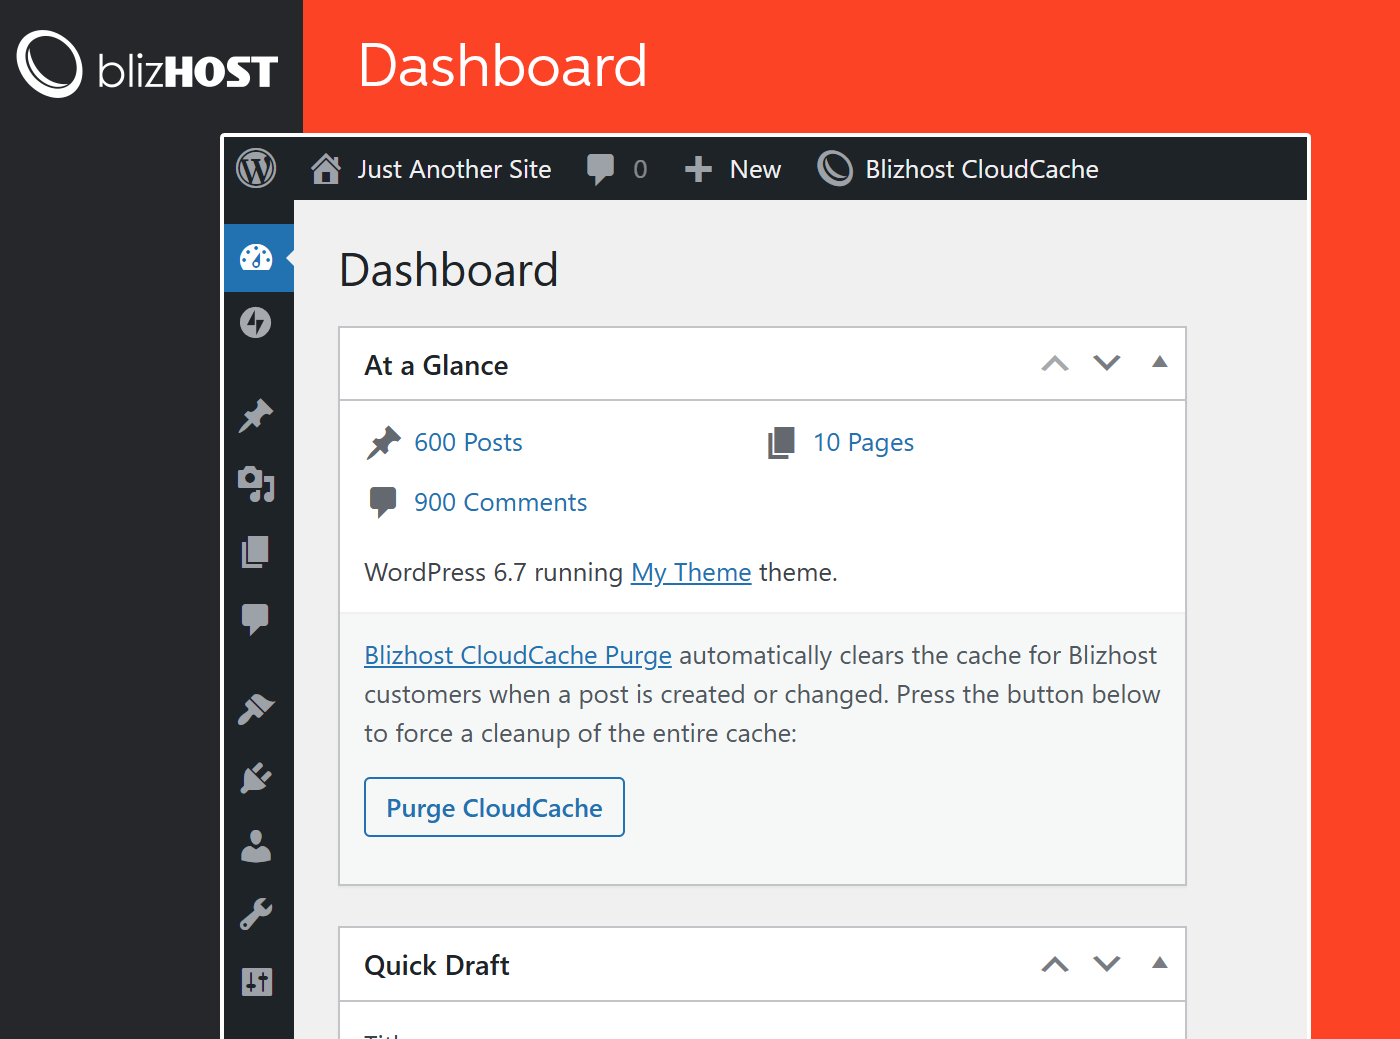 blizHOST
Dashboard
Just Another Site 0 New Blizhost CloudCache
Dashboard
At a Glance
600 Posts 10 Pages
900 Comments
WordPress 6.7 running My Theme theme.
Blizhost CloudCache Purge automatically clears the cache for Blizhost
customers when a post is created or changed. Press the button below
to force a cleanup of the entire cache:
Purge CloudCache
Quick Draft